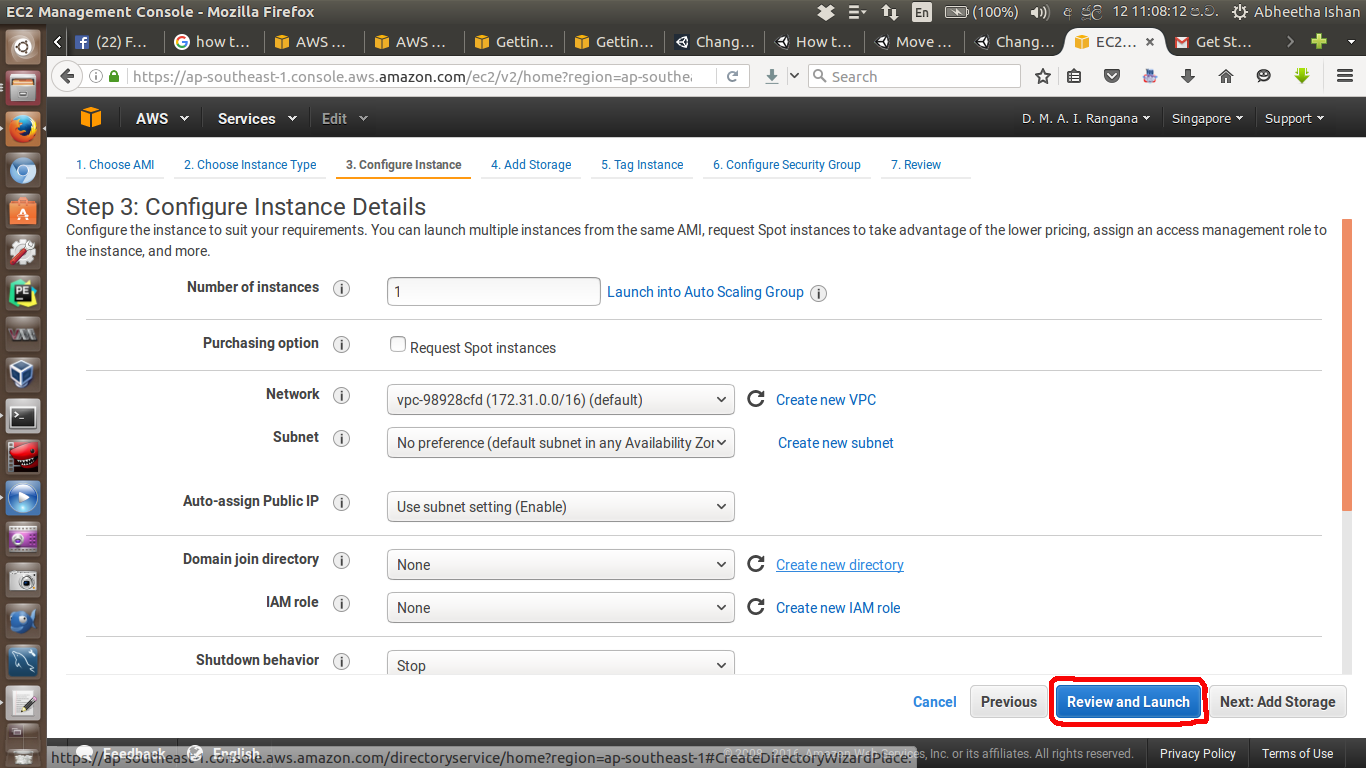 EC2 Management Console - Mozilla Firefox
En (100%) අ ජූලි 12 11:08:12 ප.ව. Abheetha Ishan
(22) F... how t... AWS ... AWS ... Gettin... Gettin... Chang... How t... Move ... Chang... EC2... Get St...
https://ap-southeast-1.console.aws.amazon.com/ec2/v2/home?region=ap-southea
Search
AWS Services Edit D. M. A. I. Rangana Singapore Support
1. Choose AMI 2. Choose Instance Type 3. Configure Instance 4. Add Storage 5. Tag Instance 6. Configure Security Group 7. Review
Step 3: Configure Instance Details
Configure the instance to suit your requirements. You can launch multiple instances from the same AMI, request Spot instances to take advantage of the lower pricing, assign an access management role to
the instance, and more.
Number of instances 1 Launch into Auto Scaling Group
Purchasing option Request Spot instances
Network vpc-98928cfd (172.31.0.0/16) (default) Create new VPC
Subnet No preference (default subnet in any Availability Zon Create new subnet
Auto-assign Public IP Use subnet setting (Enable)
Domain join directory None Create new directory
IAM role None Create new IAM role
Shutdown behavior Stop
Cancel Previous Review and Launch Next: Add Storage
Feedback English © 2008 - 2016, Amazon Web Services, Inc. or its affiliates. All rights reserved. Privacy Policy Terms of Use
https://ap-southeast-1.console.aws.amazon.com/directoryservice/home?region=ap-southeast-1#CreateDirectoryWizardPlace: